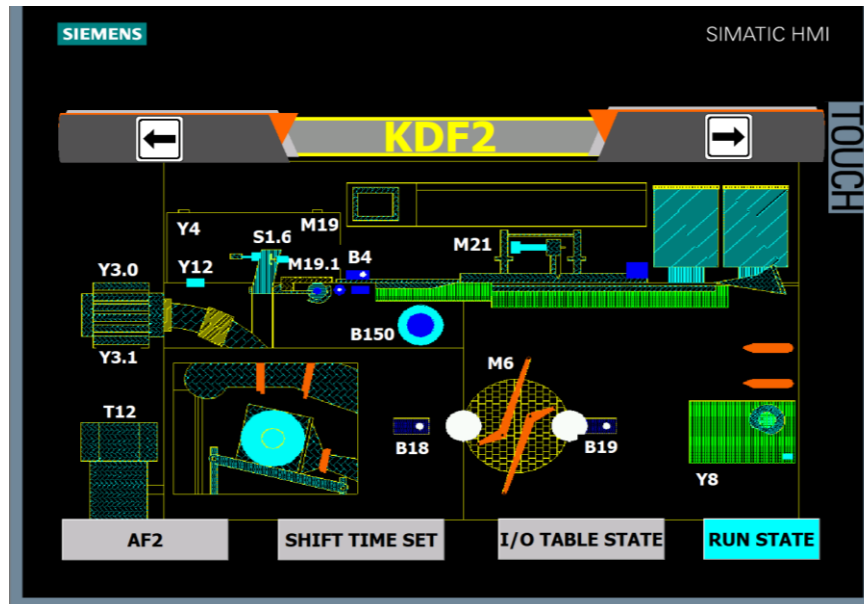 SIEMENS
SIMATIC HMI
TOUCH
KDF2
Y4
M19
S1.6
M21
B4
Y3.0
Y12
M19.1
B150
Y3.1
M6
T12
B18
B19
Y8
AF2
SHIFT TIME SET
I/O TABLE STATE
RUN STATE